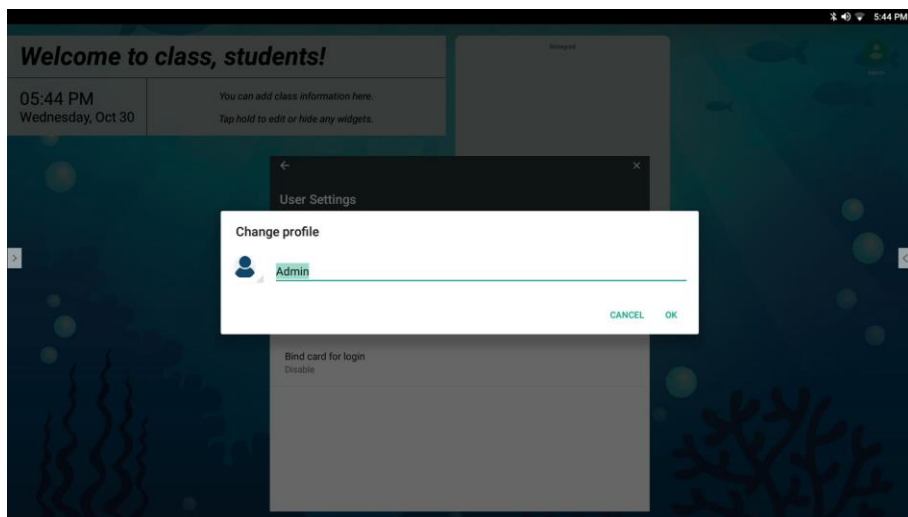 5:44 PM
Welcome to class, students!
05:44 PM
Wednesday, Oct 30
You can add class information here.
Tap hold to edit or hide any widgets.
Notepad
Admin
User Settings
Change profile
Admin
CANCEL OK
Bind card for login
Disable